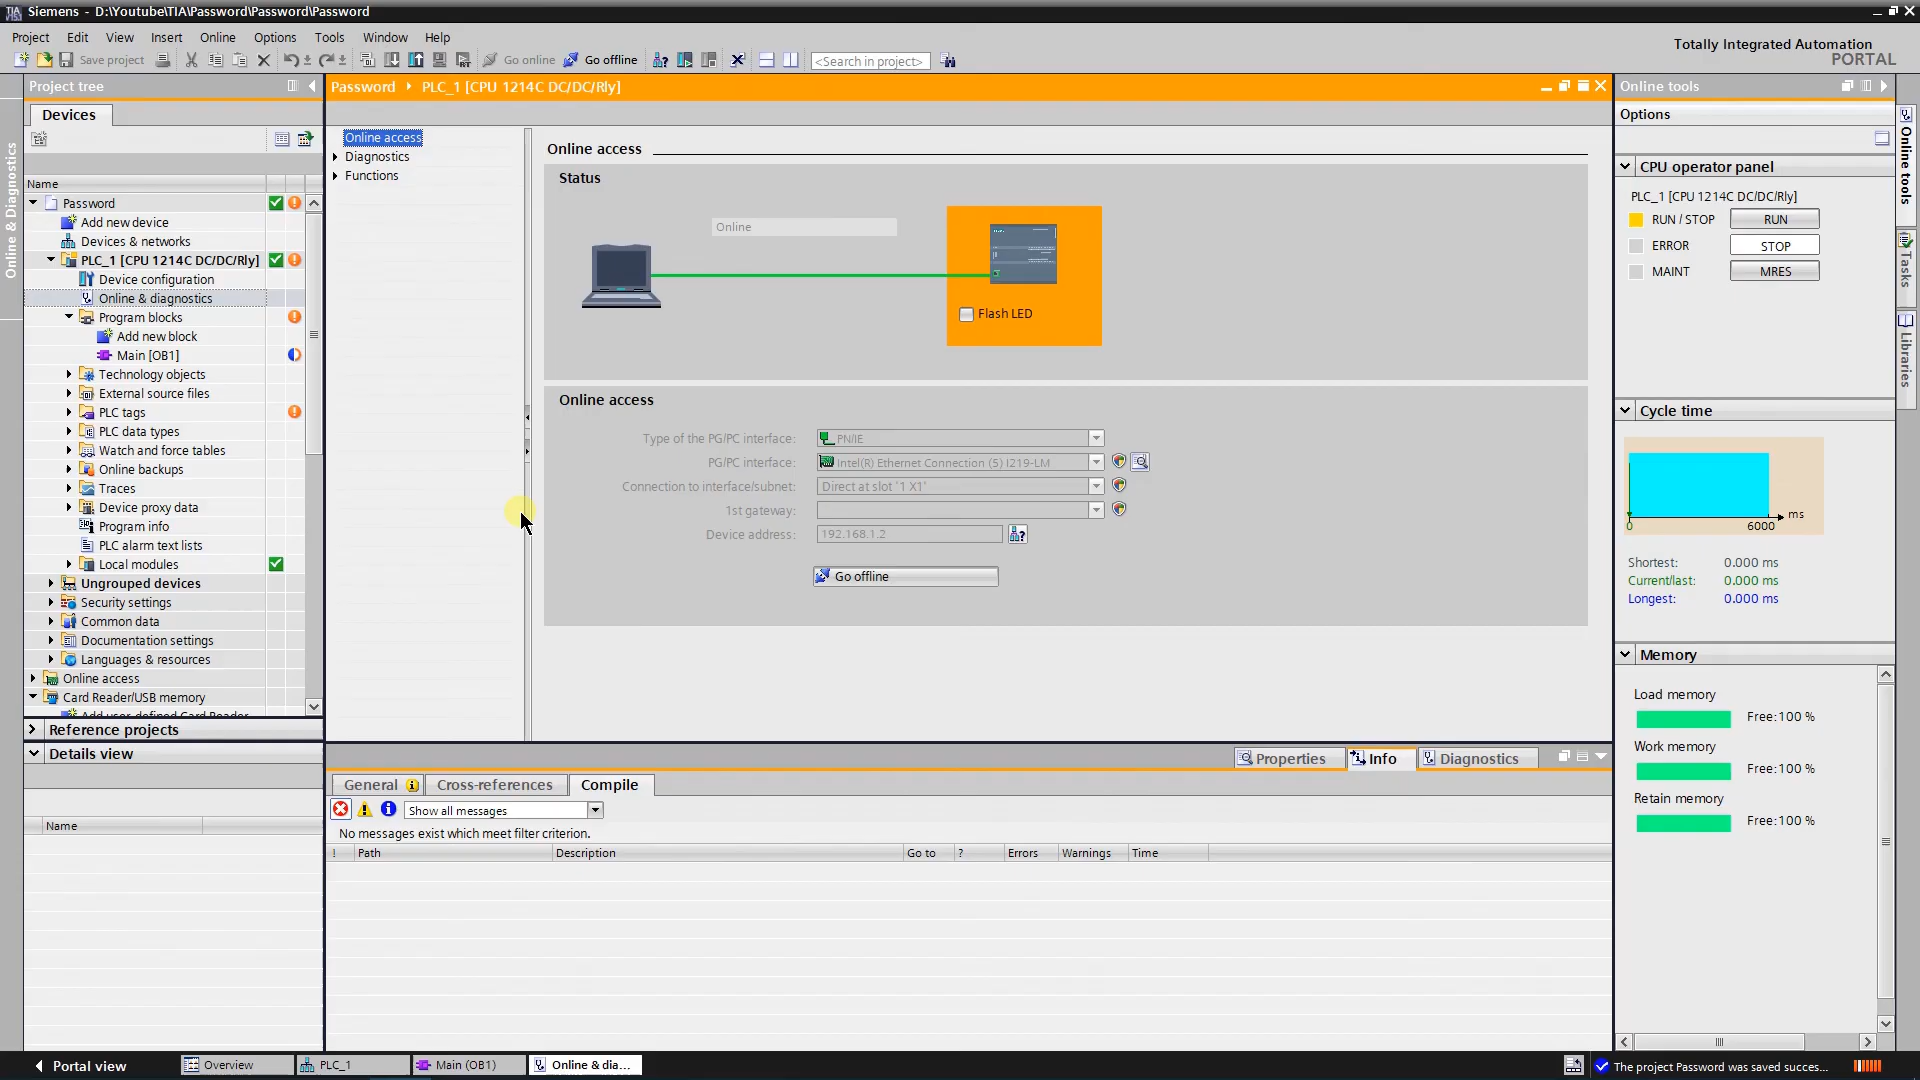 Siemens - D:\Youtube\TIA\Password\Password\Password
Project Edit View Insert Online Options Tools Window Help
Totally Integrated Automation
PORTAL
Save project Go online Go offline <Search in project>
Project tree
Password PLC_1 [CPU 1214C DC/DC/Rly]
Online tools
Devices
Options
Online & Diagnostics
Name
Password
Add new device
Devices & networks
PLC_1 [CPU 1214C DC/DC/Rly]
Device configuration
Online & diagnostics
Program blocks
Add new block
Main [OB1]
Technology objects
External source files
PLC tags
PLC data types
Watch and force tables
Online backups
Traces
Device proxy data
Program info
PLC alarm text lists
Local modules
Ungrouped devices
Security settings
Common data
Documentation settings
Languages & resources
Online access
Card Reader/USB memory
Reference projects
Details view
Name
Online access
Diagnostics
Functions
Online access
Status
Online
Flash LED
Online access
Type of the PG/PC interface: PN/IE
PG/PC interface: Intel(R) Ethernet Connection (5) I219-LM
Connection to interface/subnet: Direct at slot '1 X1'
1st gateway:
Device address: 192.168.1.2
Go offline
CPU operator panel
PLC_1 [CPU 1214C DC/DC/Rly]
RUN / STOP RUN
ERROR STOP
MAINT MRES
Cycle time
ms
0 6000
Shortest: 0.000 ms
Current/last: 0.000 ms
Longest: 0.000 ms
Memory
Load memory
Free:100 %
Work memory
Free:100 %
Retain memory
Free:100 %
Online tools
Tasks
Libraries
Properties Info Diagnostics
General Cross-references Compile
Show all messages
No messages exist which meet filter criterion.
! Path Description Go to ? Errors Warnings Time
Portal view Overview PLC_1 Main (OB1) Online & dia...
The project Password was saved succes...